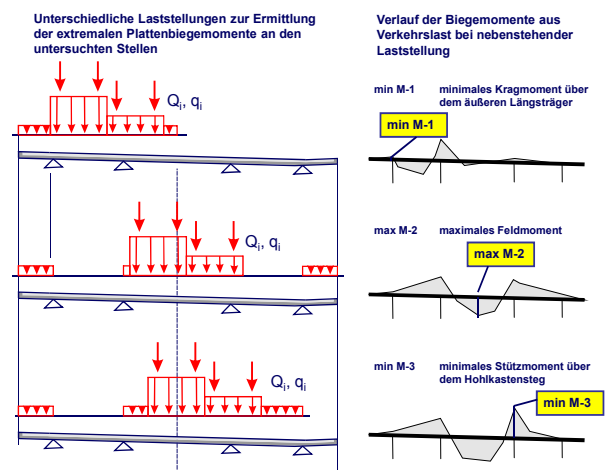 Unterschiedliche Laststellungen zur Ermittlung
der extremalen Plattenbiegemomente an den
untersuchten Stellen
Verlauf der Biegemomente aus
Verkehrslast bei nebenstehender
Laststellung
Qi, qi
min M-1 minimales Kragmoment über
dem äußeren Längsträger
min M-1
Qi, qi
max M-2 maximales Feldmoment
max M-2
Qi, qi
min M-3 minimales Stützmoment über
dem Hohlkastensteg
min M-3